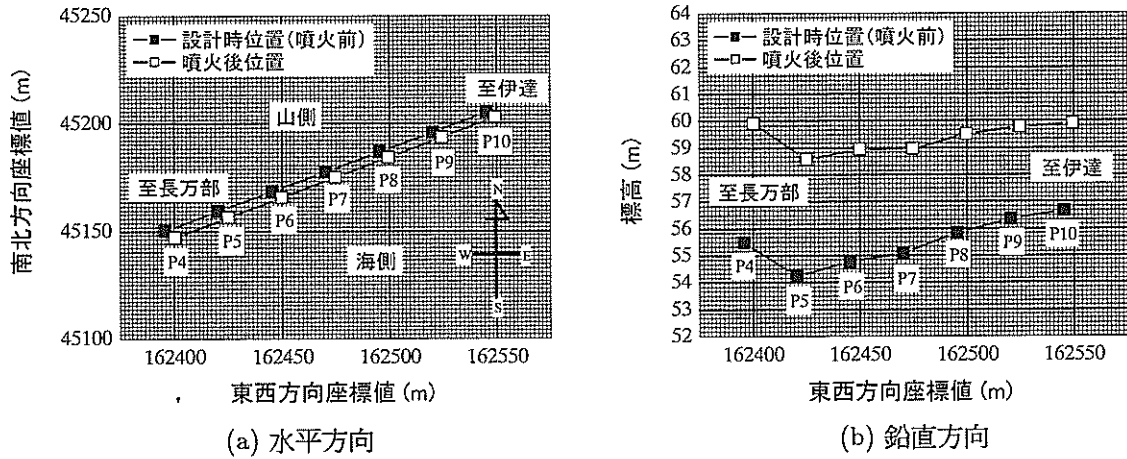 45250
45200
45150
45100
南北方向座標値 (m)
設計時位置(噴火前)
噴火後位置
至伊達
山側
至長万部
海側
P4
P5
P6
P7
P8
P9
P10
N
W
E
S
162400
162450
162500
162550
東西方向座標値 (m)
(a) 水平方向
64
63
62
61
60
59
58
57
56
55
54
53
52
標高 (m)
設計時位置(噴火前)
噴火後位置
至長万部
至伊達
P4
P5
P6
P7
P8
P9
P10
162400
162450
162500
162550
東西方向座標値 (m)
(b) 鉛直方向